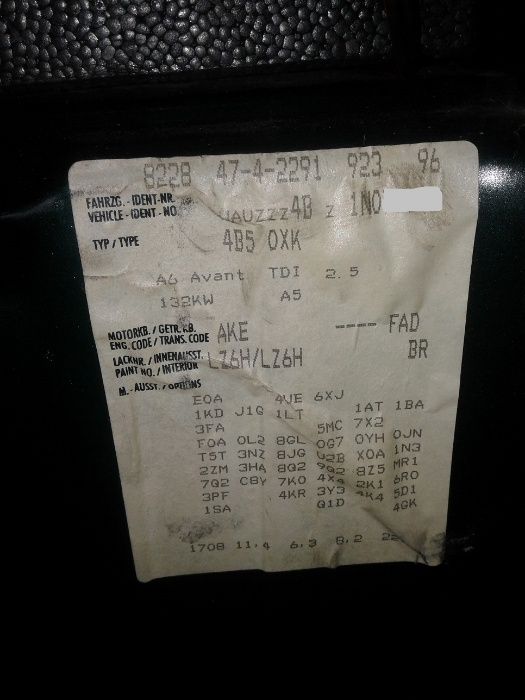 8228 47-4-2291 923 96
FAHRZG.-IDENT-NR.
VEHICLE-IDENT-NO. WAUZZZ4B Z 1N0
TYP / TYPE 4B5 0XK
A6 Avant TDI 2.5
132KW A5
MOTORKB. / GETR.KB.
ENG. CODE / TRANS. CODE AKE ---- FAD
LACKNR. / INNENAUSST.
PAINT NO. / INTERIOR LZ6H/LZ6H BR
M.-AUSST. / OPTIONS
E0A 4UE 6XJ
1KD J1G 1LT 1AT 1BA
3FA 5MC 7X2
F0A 0L2 8GL 0G7 0YH 0JN
T5T 3NZ 8JG U2B X0A 1N3
2ZM 3HA 8Q2 9Q2 8Z5 MR1
7Q2 C8Y 7K0 4X4 2K1 6R0
3PF 4KR 3Y3 5D1
1SA Q1D 4GK
1708 11.4 6.3 8.2